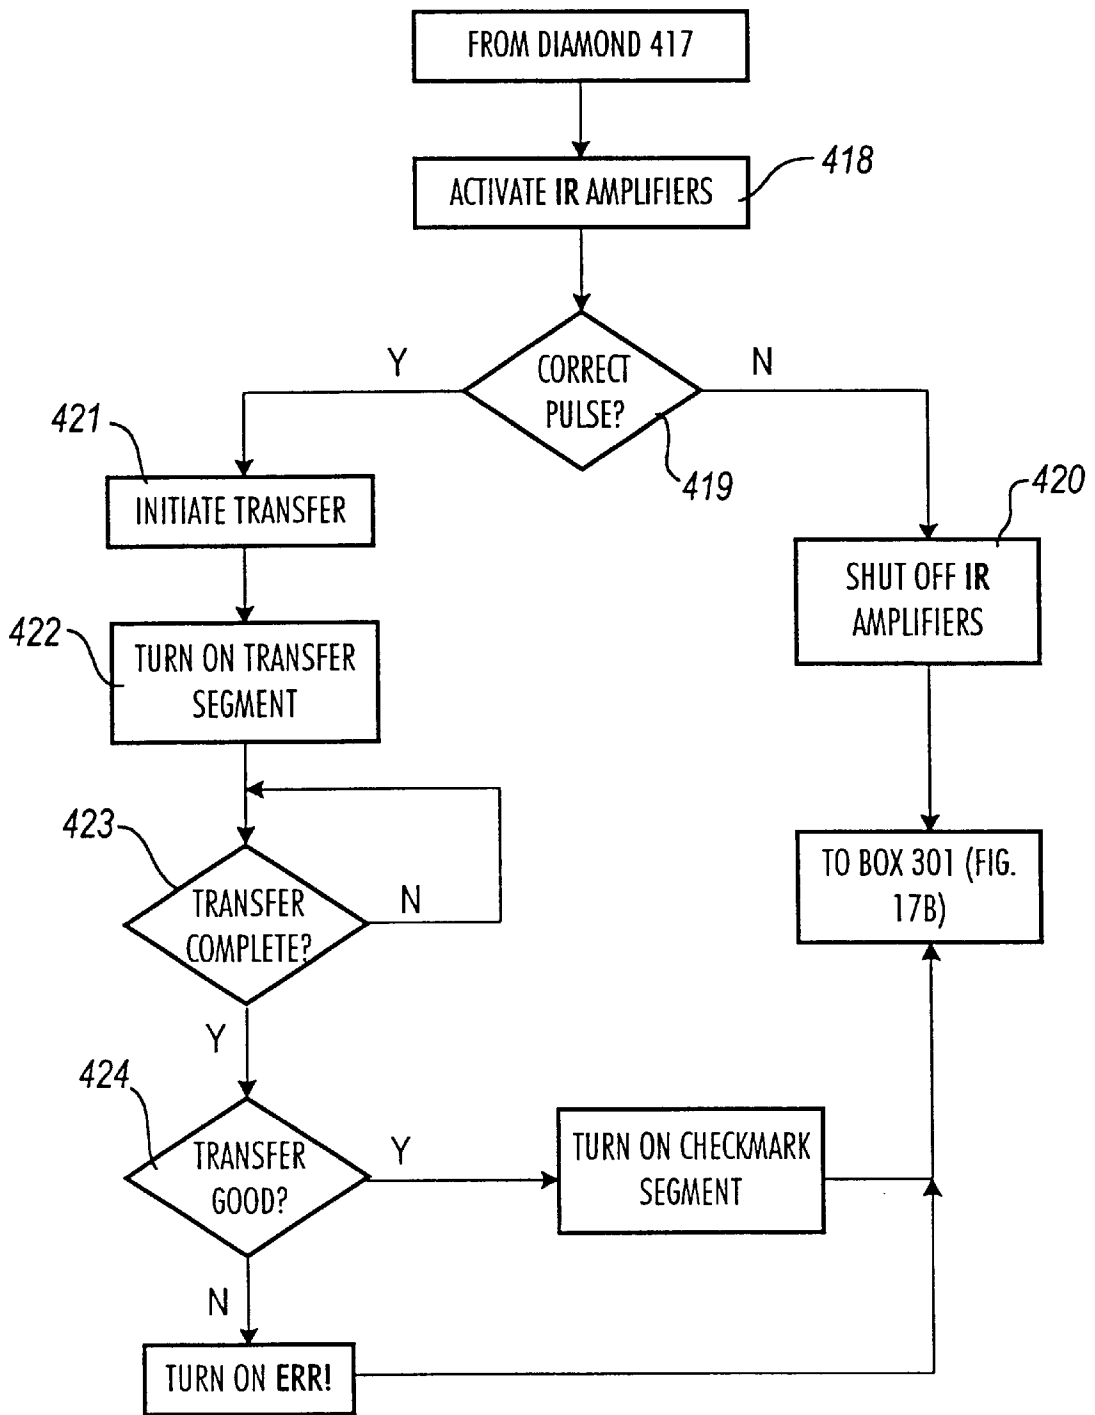 FROM DIAMOND 417
418
ACTIVATE IR AMPLIFIERS
Y
N
CORRECT
PULSE?
419
421
INITIATE TRANSFER
420
SHUT OFF IR
AMPLIFIERS
422
TURN ON TRANSFER
SEGMENT
423
TRANSFER
COMPLETE?
N
TO BOX 301 (FIG.
17B)
Y
424
TRANSFER
GOOD?
Y
TURN ON CHECKMARK
SEGMENT
N
TURN ON ERR!